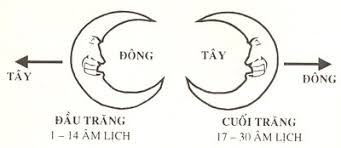 ĐÔNG
TÂY
TÂY
ĐÔNG
ĐẦU TRĂNG
1 – 14 ÂM LỊCH
CUỐI TRĂNG
17 – 30 ÂM LỊCH